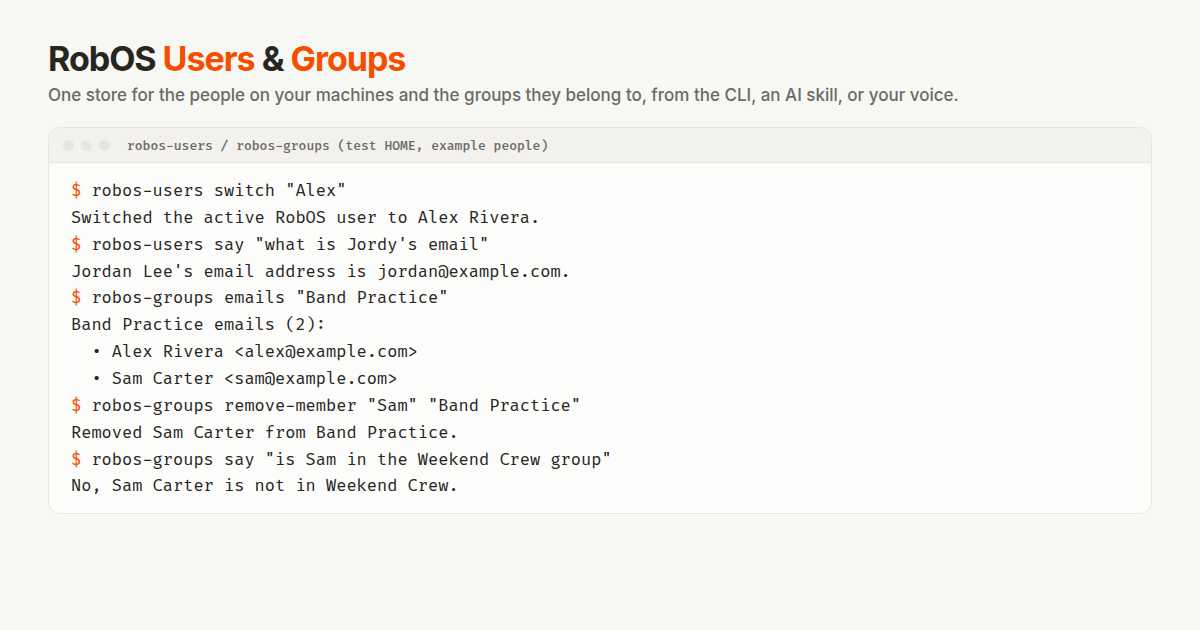 RobOS Users & Groups
One store for the people on your machines and the groups they belong to, from the CLI, an AI skill, or your voice.
robos-users / robos-groups (test HOME, example people)
$ robos-users switch "Alex"
Switched the active RobOS user to Alex Rivera.
$ robos-users say "what is Jordy's email"
Jordan Lee's email address is jordan@example.com.
$ robos-groups emails "Band Practice"
Band Practice emails (2):
• Alex Rivera <alex@example.com>
• Sam Carter <sam@example.com>
$ robos-groups remove-member "Sam" "Band Practice"
Removed Sam Carter from Band Practice.
$ robos-groups say "is Sam in the Weekend Crew group"
No, Sam Carter is not in Weekend Crew.